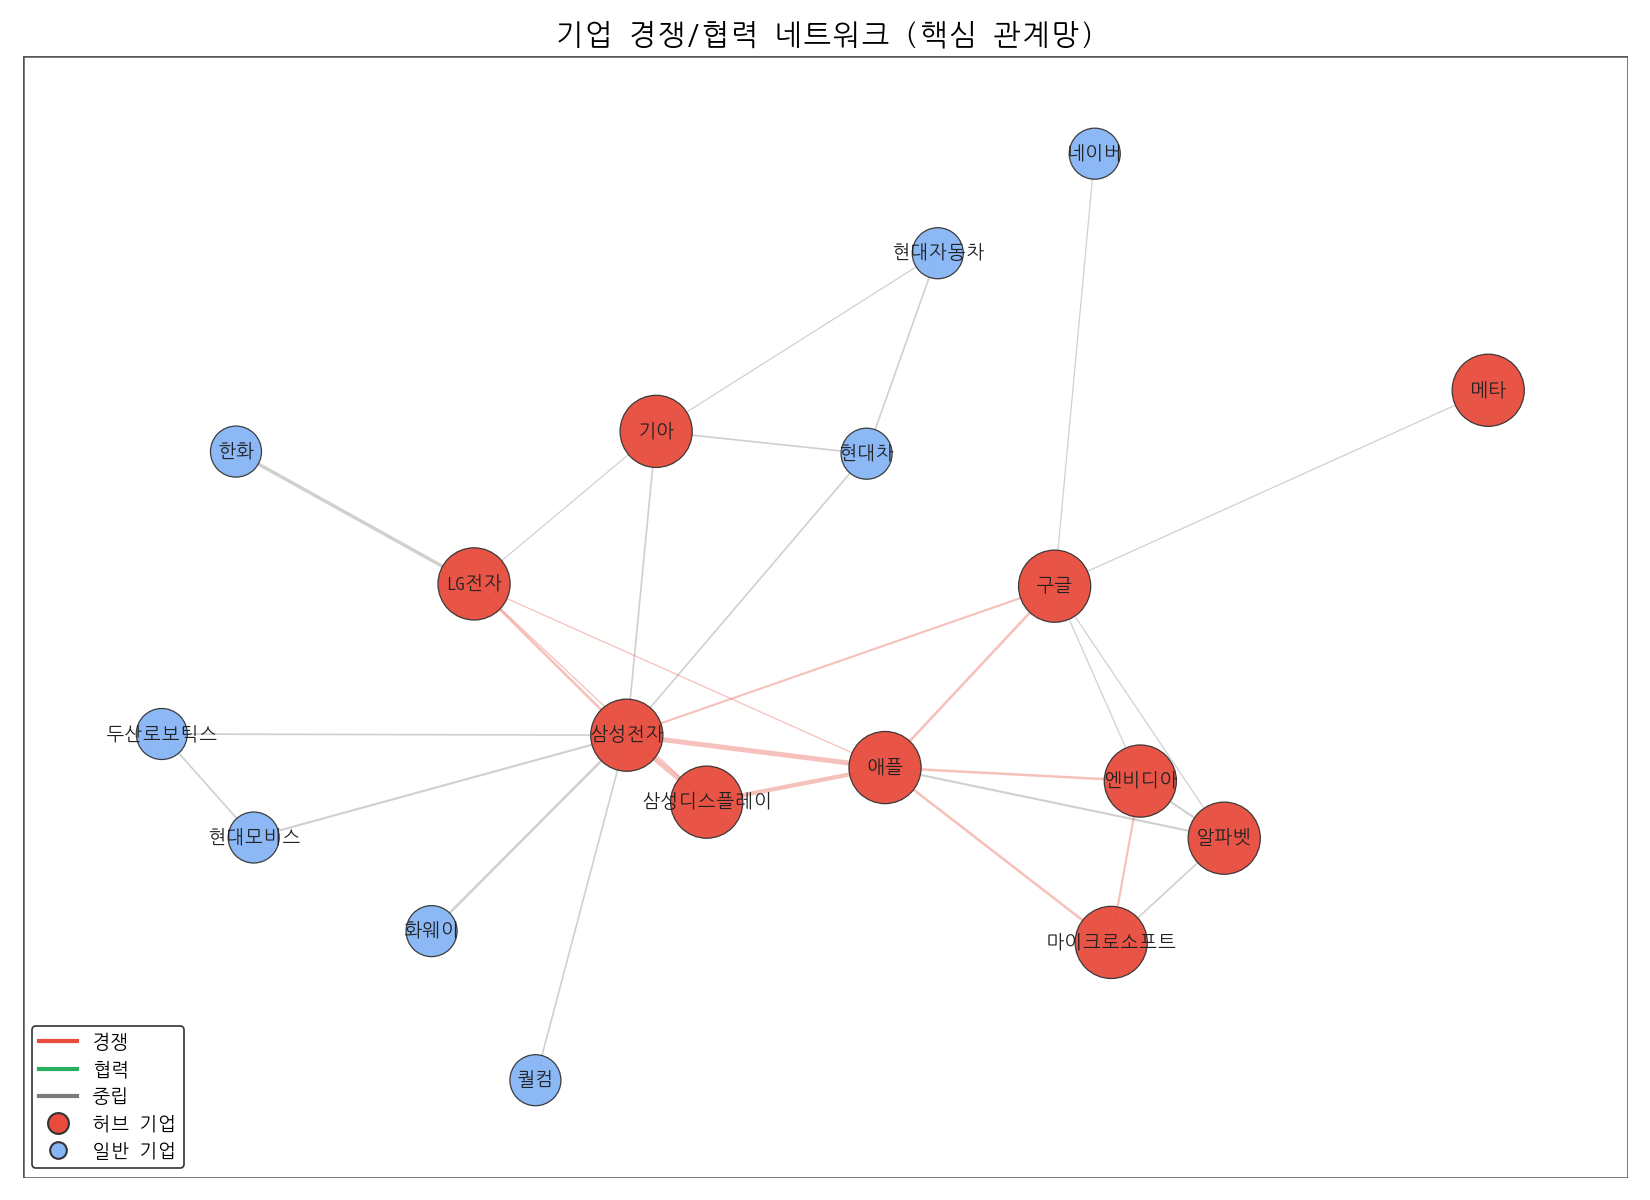 기업 경쟁/협력 네트워크 (핵심 관계망)
네이버
현대자동차
메타
기아
한화
현대차
LG전자
구글
두산로보틱스
삼성전자
애플
엔비디아
삼성디스플레이
현대모비스
알파벳
화웨이
마이크로소프트
퀄컴
경쟁
협력
중립
허브 기업
일반 기업